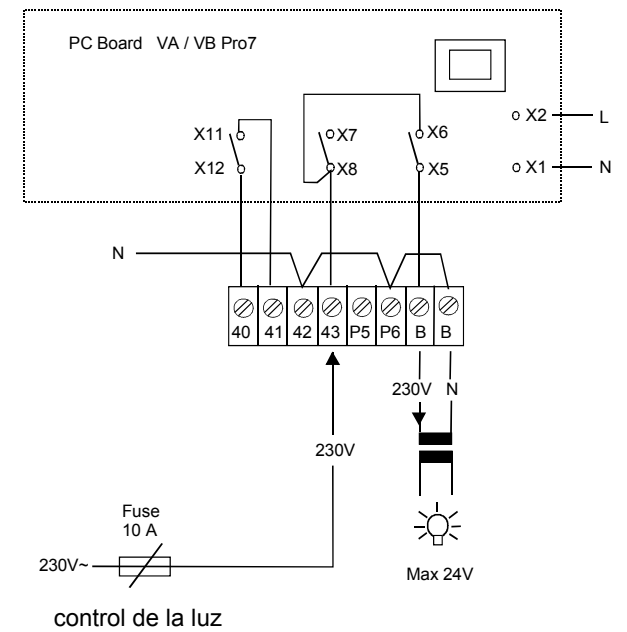 PC Board VA / VB Pro7
X2 L
X11 X7 X6
X12 X8 X5 X1 N
N
40 41 42 43 P5 P6 B B
230V N
230V
Fuse
10 A
230V~
Max 24V
control de la luz